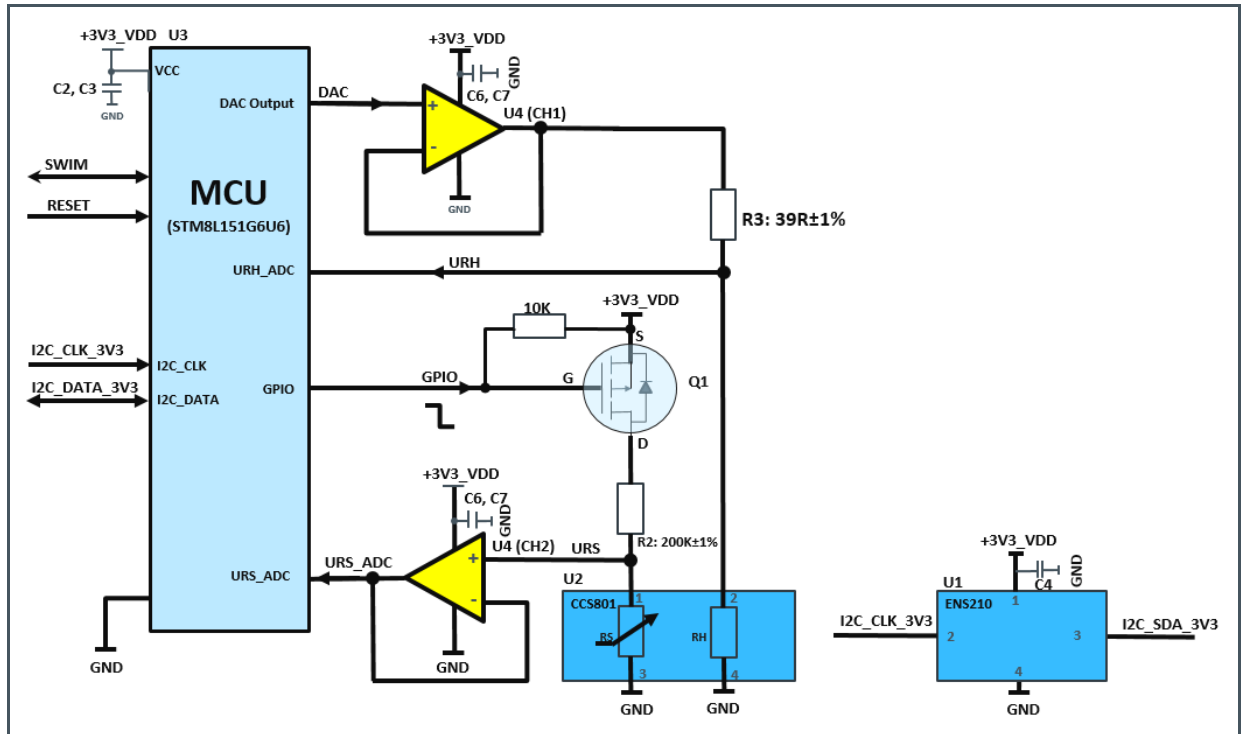 +3V3_VDD U3
VCC
C2, C3
GND
SWIM
RESET
I2C_CLK_3V3
I2C_DATA_3V3
GND
DAC Output
MCU
(STM8L151G6U6)
URH_ADC
I2C_CLK
GPIO
I2C_DATA
URS_ADC
DAC
+3V3_VDD
GND
C6, C7
+
-
U4 (CH1)
GND
R3: 39R±1%
URH
+3V3_VDD
10K
S
G
GPIO
Q1
D
+3V3_VDD
C6, C7
GND
R2: 200K±1%
U4 (CH2)
URS
+
-
URS_ADC
GND
U2
CCS801
1
2
RS
RH
3
4
GND
GND
+3V3_VDD
GND
C4
U1
ENS210
1
I2C_CLK_3V3
2
3
I2C_SDA_3V3
4
GND